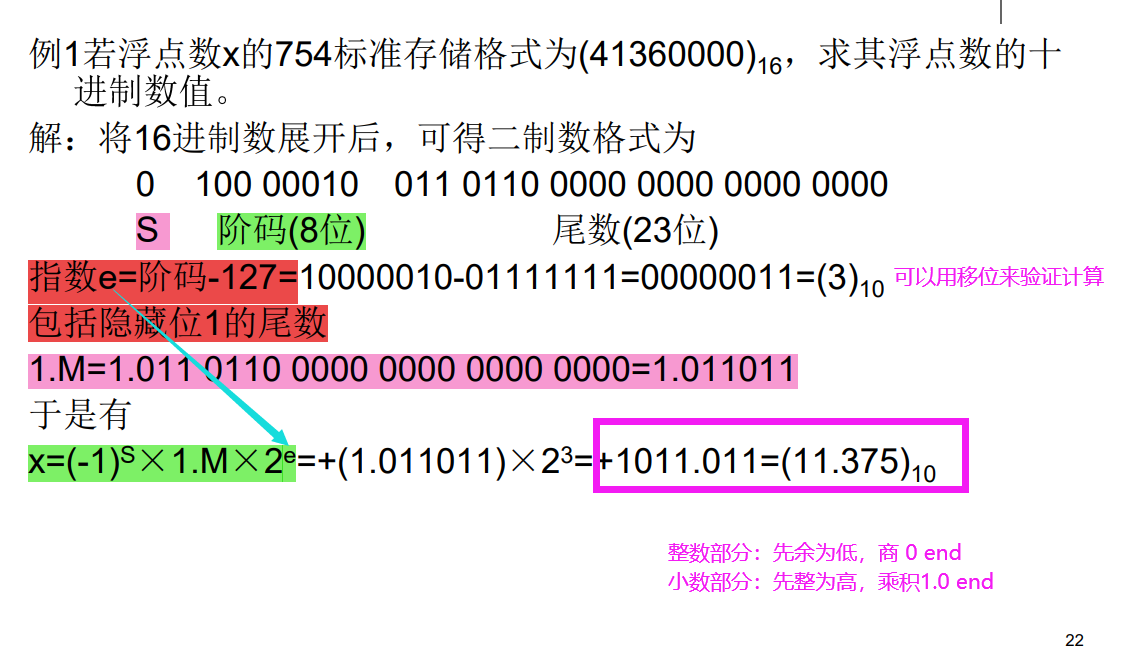 例1若浮点数x的754标准存储格式为(41360000)16，求其浮点数的十
进制数值。
解：将16进制数展开后，可得二制数格式为
0 100 00010 011 0110 0000 0000 0000 0000
S 阶码(8位) 尾数(23位)
指数e=阶码-127=10000010-01111111=00000011=(3)10 可以用移位来验证计算
包括隐藏位1的尾数
1.M=1.011 0110 0000 0000 0000 0000=1.011011
于是有
x=(-1)S×1.M×2e=+(1.011011)×23=+1011.011=(11.375)10
整数部分：先余为低，商 0 end
小数部分：先整为高，乘积1.0 end
22